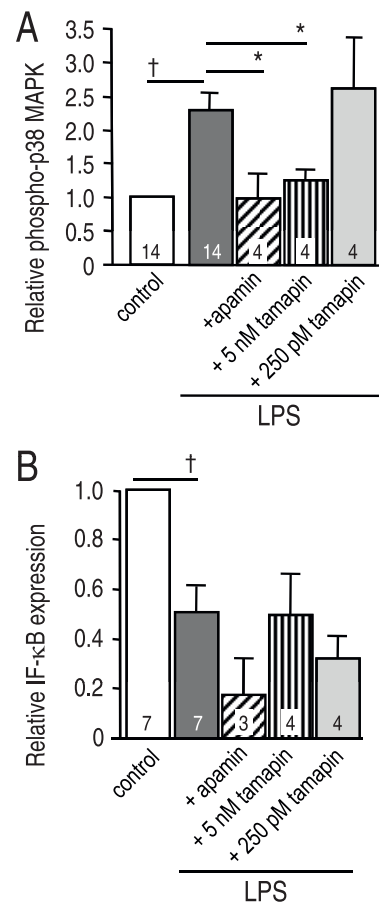 A
Relative phospho-p38 MAPK
3.5
3.0
2.5
2.0
1.5
1.0
0.5
0
†
*
*
14
14
4
4
4
control
+apamin
+ 5 nM tamapin
+ 250 pM tamapin
LPS
B
Relative IF-κB expression
1.0
0.8
0.6
0.4
0.2
0
†
7
7
3
4
4
control
+ apamin
+ 5 nM tamapin
+ 250 pM tamapin
LPS